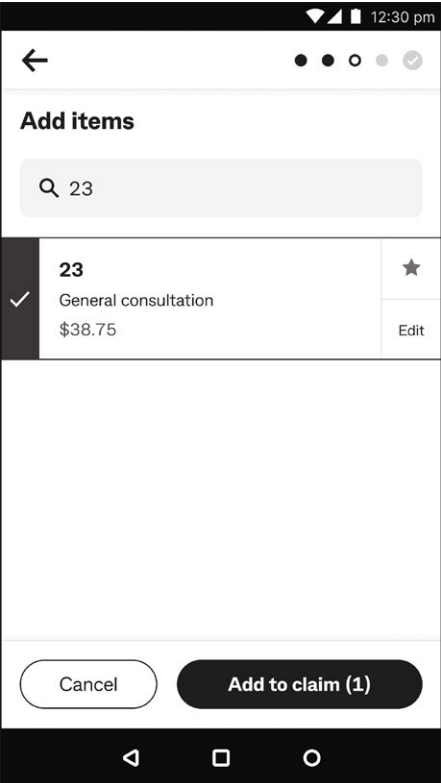 12:30 pm
Add items
23
23
General consultation
$38.75
Edit
Cancel
Add to claim (1)